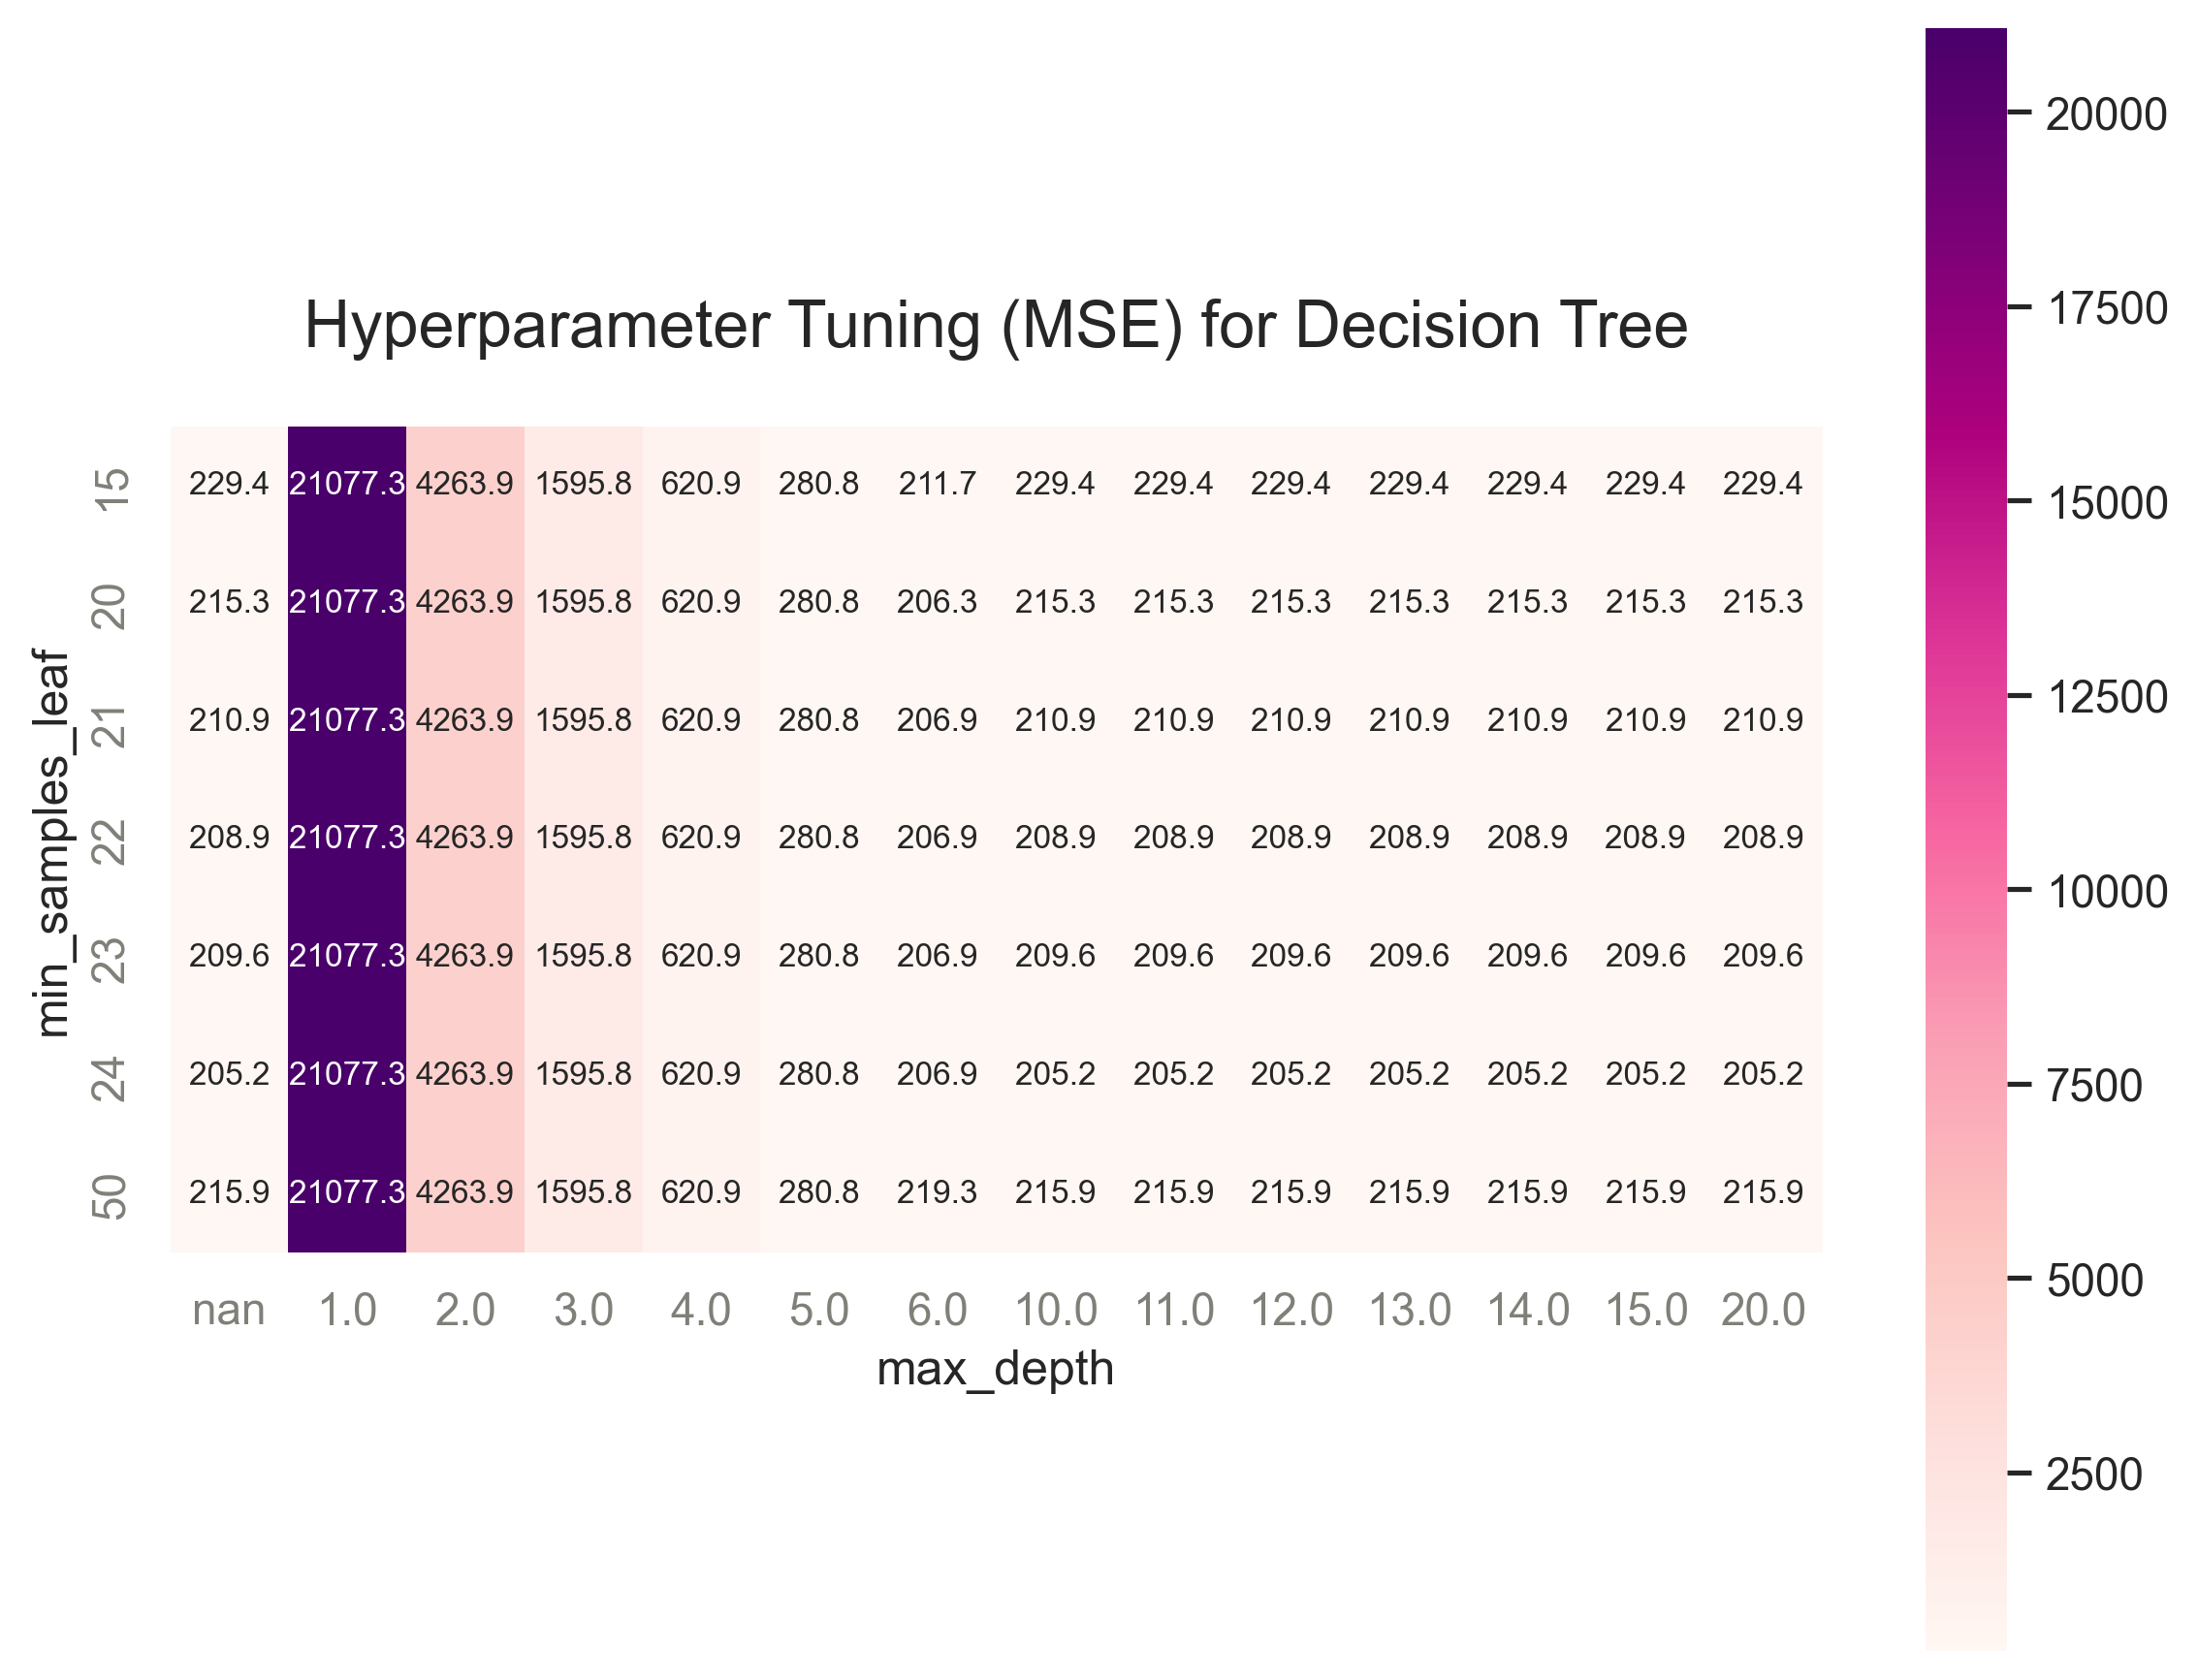 Hyperparameter Tuning (MSE) for Decision Tree
min_samples_leaf
15 229.4 21077.3 4263.9 1595.8 620.9 280.8 211.7 229.4 229.4 229.4 229.4 229.4 229.4 229.4
20 215.3 21077.3 4263.9 1595.8 620.9 280.8 206.3 215.3 215.3 215.3 215.3 215.3 215.3 215.3
21 210.9 21077.3 4263.9 1595.8 620.9 280.8 206.9 210.9 210.9 210.9 210.9 210.9 210.9 210.9
22 208.9 21077.3 4263.9 1595.8 620.9 280.8 206.9 208.9 208.9 208.9 208.9 208.9 208.9 208.9
23 209.6 21077.3 4263.9 1595.8 620.9 280.8 206.9 209.6 209.6 209.6 209.6 209.6 209.6 209.6
24 205.2 21077.3 4263.9 1595.8 620.9 280.8 206.9 205.2 205.2 205.2 205.2 205.2 205.2 205.2
50 215.9 21077.3 4263.9 1595.8 620.9 280.8 219.3 215.9 215.9 215.9 215.9 215.9 215.9 215.9
nan 1.0 2.0 3.0 4.0 5.0 6.0 10.0 11.0 12.0 13.0 14.0 15.0 20.0
max_depth
20000
17500
15000
12500
10000
7500
5000
2500